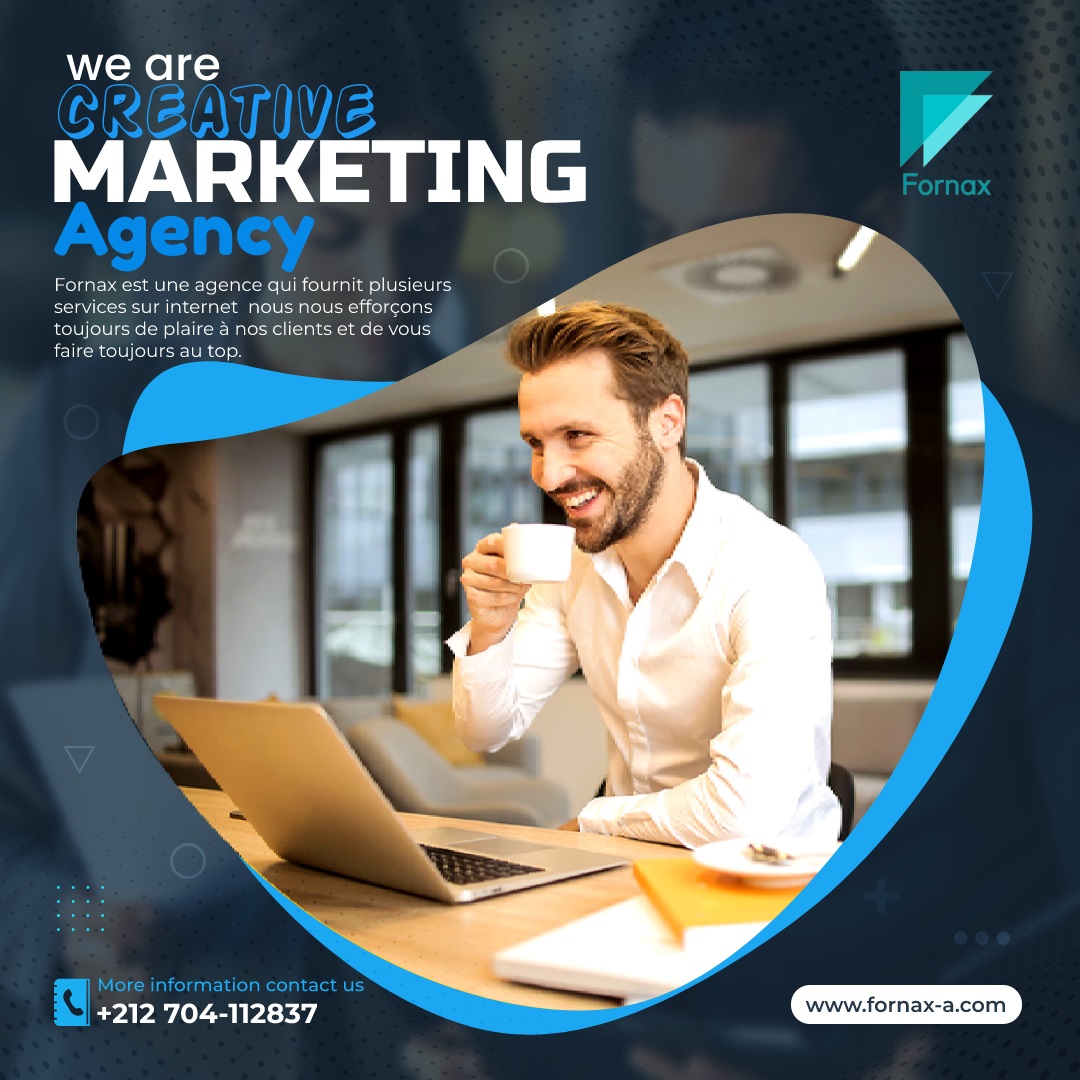 we are
CREATIVE
MARKETING
Agency
Fornax
Fornax est une agence qui fournit plusieurs
services sur internet  nous nous efforçons
toujours de plaire à nos clients et de vous
faire toujours au top.
More information contact us
+212 704-112837
www.fornax-a.com